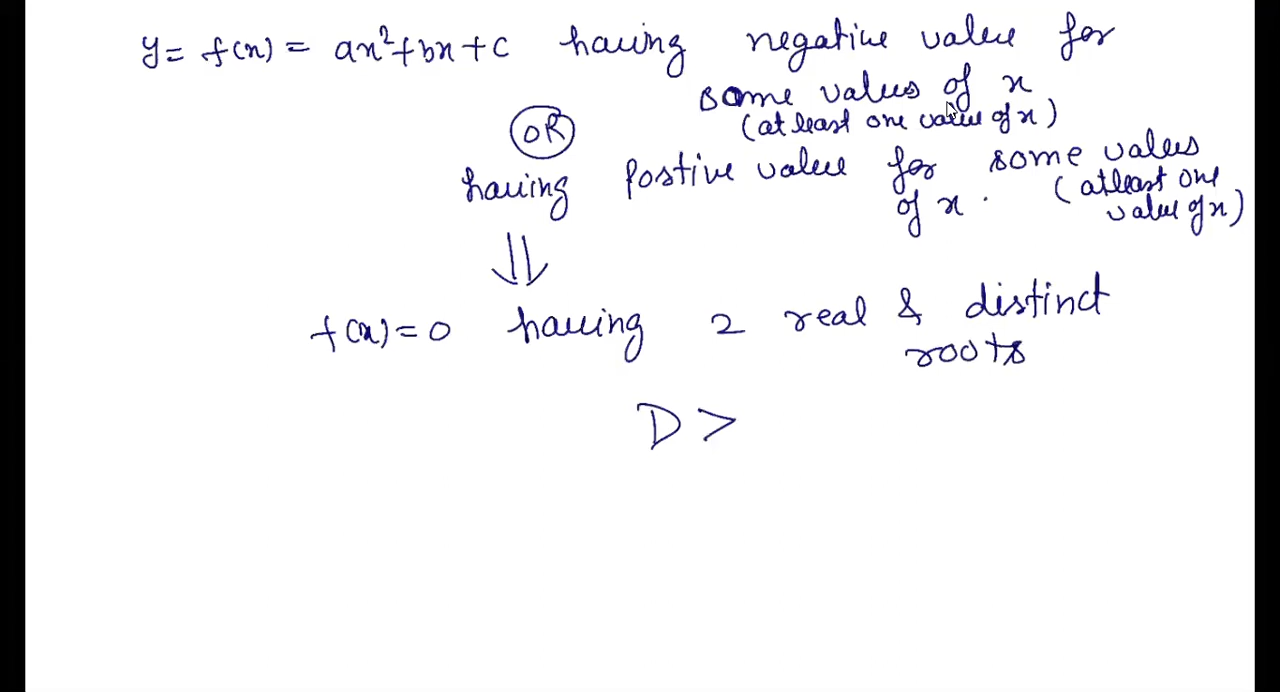 y = f(x) = ax²+bx+c having negative value for
some values of x
(at least one value of x)
OR
having postive value for some values
of x. (atleast one
value of x)
⇓
f(x)=0 having 2 real & distinct
roots
D >